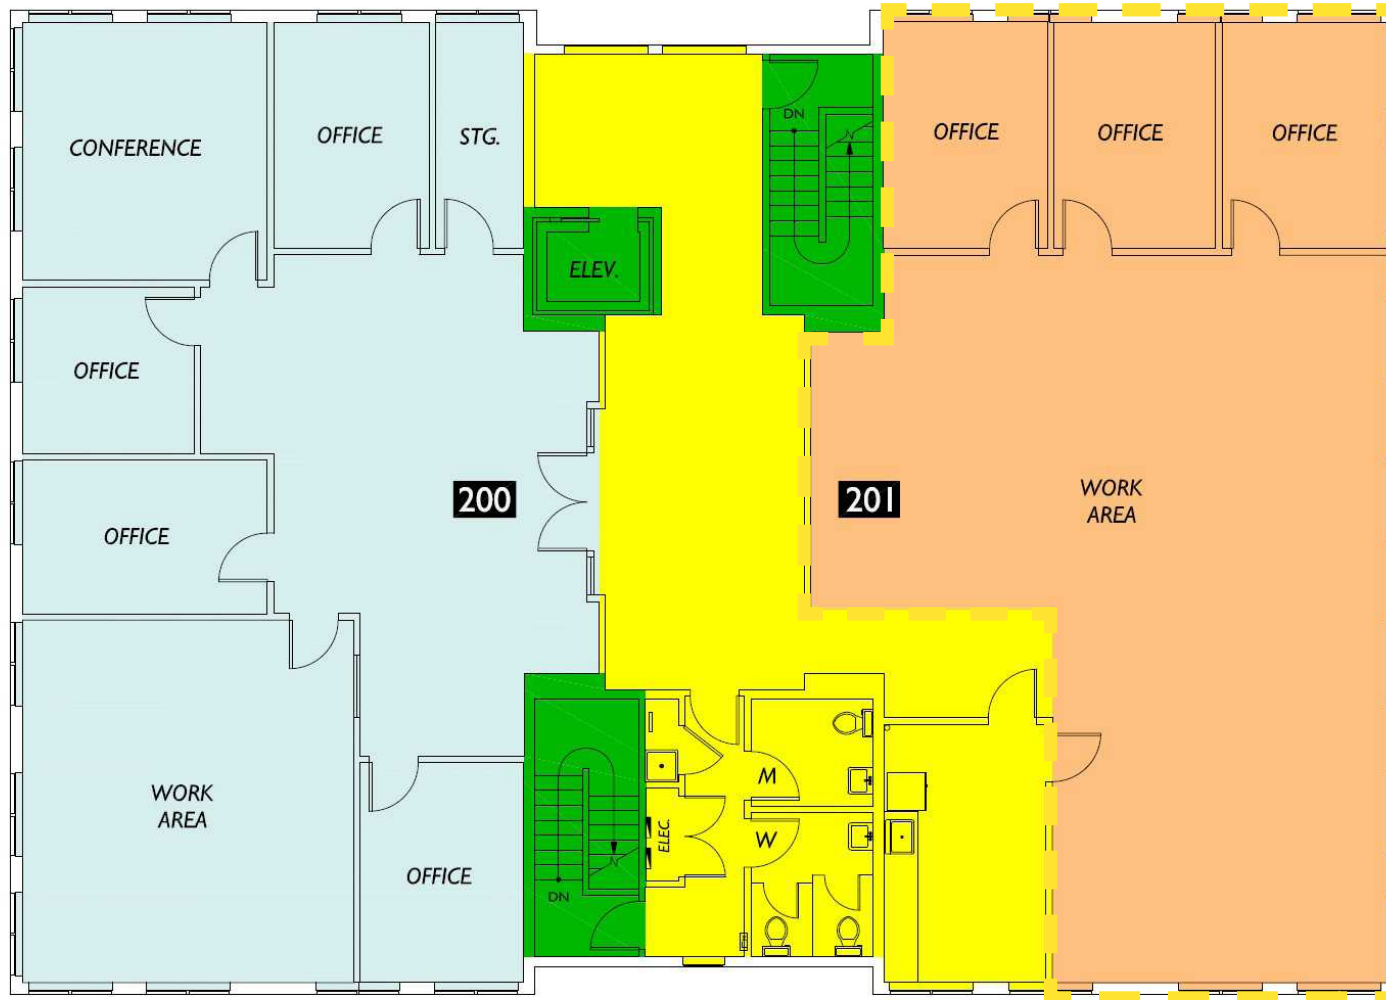 CONFERENCE
OFFICE
STG.
DN
OFFICE
OFFICE
OFFICE
ELEV.
OFFICE
200
201
WORK
AREA
OFFICE
WORK
AREA
OFFICE
M
W
ELEC.
DN